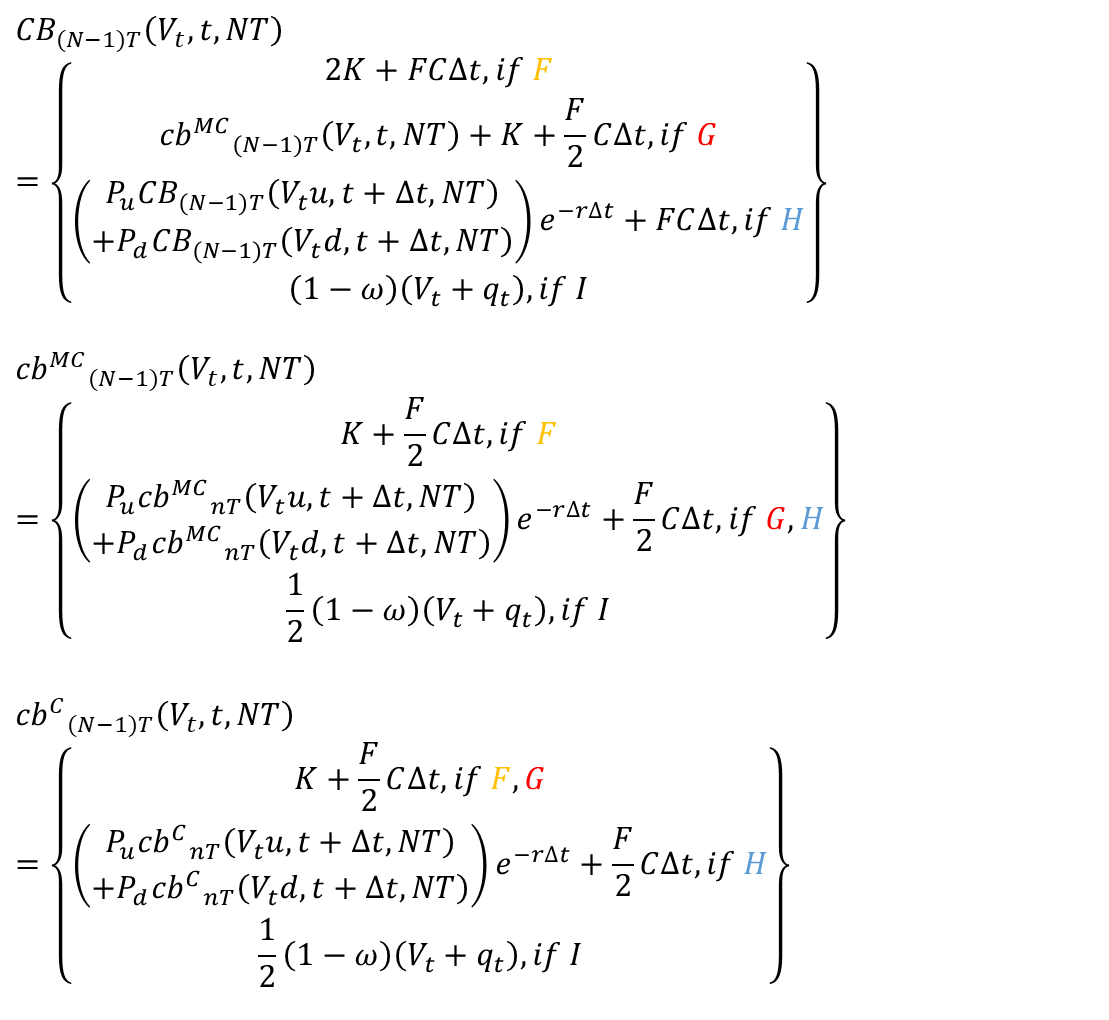 CB_{(N−1)T}(V_t, t, NT)
= { 2K + FCΔt, if F
cb^{MC}_{(N−1)T}(V_t, t, NT) + K + \frac{F}{2} CΔt, if G
( P_u CB_{(N−1)T}(V_t u, t + Δt, NT)
+P_d CB_{(N−1)T}(V_t d, t + Δt, NT) ) e^{−rΔt} + FCΔt, if H
(1 − ω)(V_t + q_t), if I }
cb^{MC}_{(N−1)T}(V_t, t, NT)
= { K + \frac{F}{2} CΔt, if F
( P_u cb^{MC}_{nT}(V_t u, t + Δt, NT)
+P_d cb^{MC}_{nT}(V_t d, t + Δt, NT) ) e^{−rΔt} + \frac{F}{2} CΔt, if G, H
\frac{1}{2} (1 − ω)(V_t + q_t), if I }
cb^{C}_{(N−1)T}(V_t, t, NT)
= { K + \frac{F}{2} CΔt, if F, G
( P_u cb^{C}_{nT}(V_t u, t + Δt, NT)
+P_d cb^{C}_{nT}(V_t d, t + Δt, NT) ) e^{−rΔt} + \frac{F}{2} CΔt, if H
\frac{1}{2} (1 − ω)(V_t + q_t), if I }